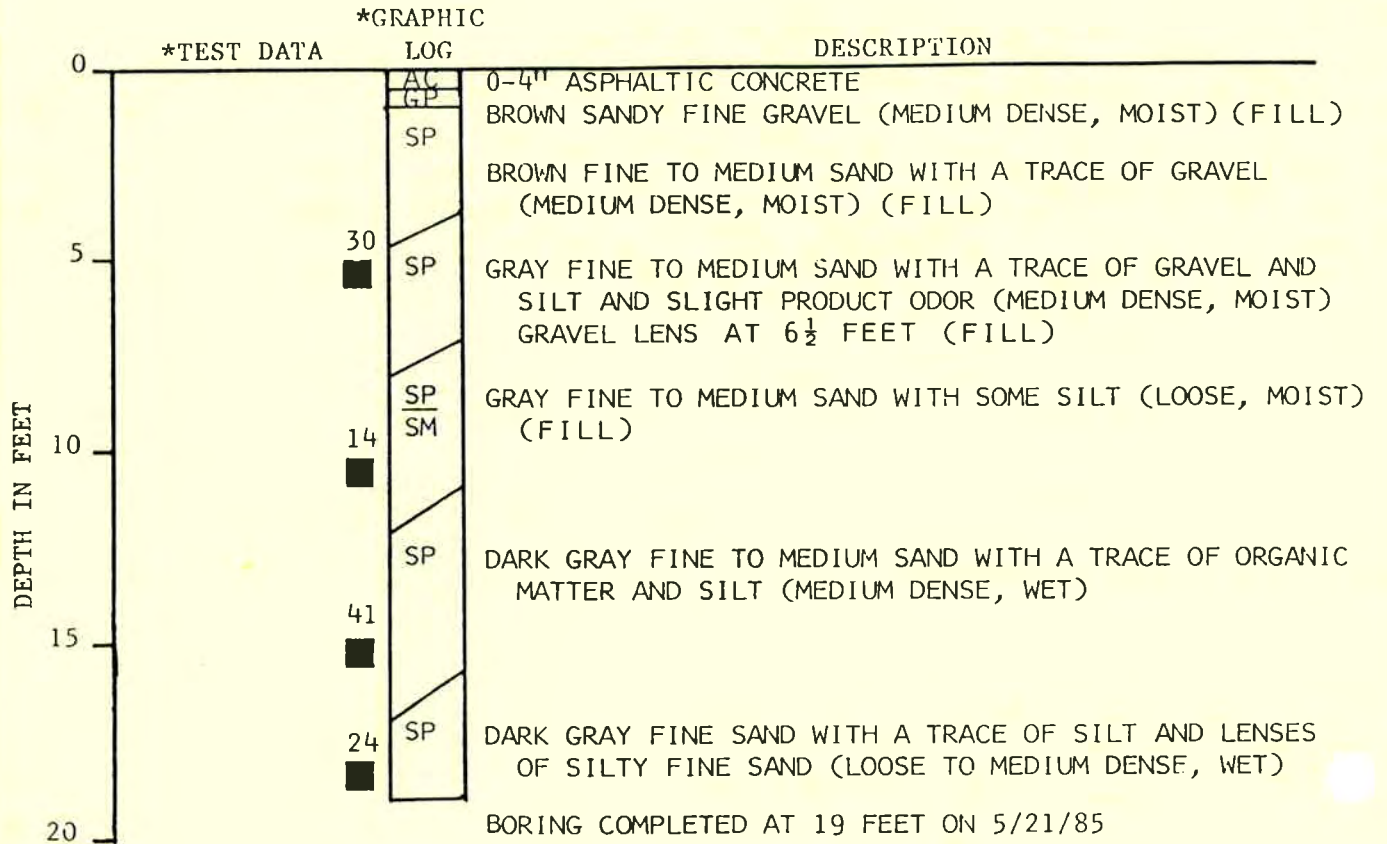 *GRAPHIC
*TEST DATA LOG DESCRIPTION
0
AC 0-4" ASPHALTIC CONCRETE
GP BROWN SANDY FINE GRAVEL (MEDIUM DENSE, MOIST) (FILL)
SP
BROWN FINE TO MEDIUM SAND WITH A TRACE OF GRAVEL
(MEDIUM DENSE, MOIST) (FILL)
30
5 SP GRAY FINE TO MEDIUM SAND WITH A TRACE OF GRAVEL AND
SILT AND SLIGHT PRODUCT ODOR (MEDIUM DENSE, MOIST)
GRAVEL LENS AT 6½ FEET (FILL)
SP GRAY FINE TO MEDIUM SAND WITH SOME SILT (LOOSE, MOIST)
SM (FILL)
14
10
DEPTH IN FEET
SP DARK GRAY FINE TO MEDIUM SAND WITH A TRACE OF ORGANIC
MATTER AND SILT (MEDIUM DENSE, WET)
41
15
24 SP DARK GRAY FINE SAND WITH A TRACE OF SILT AND LENSES
OF SILTY FINE SAND (LOOSE TO MEDIUM DENSE, WET)
BORING COMPLETED AT 19 FEET ON 5/21/85
20